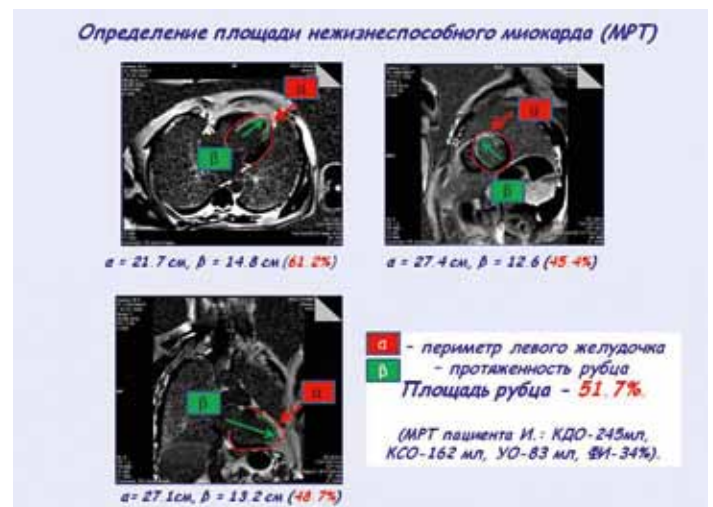 Определение площади нежизнеспособного миокарда (МРТ)
α
β
α
β
α = 21.7 см, β = 14.8 см (61.2%)
α = 27.4 см, β = 12.6 (45.4%)
β
α
α= 27.1см, β = 13.2 см (48.7%)
α - периметр левого желудочка
β - протяженность рубца
Площадь рубца - 51.7%.
(МРТ пациента И.: КДО-245мл,
КСО-162 мл, УО-83 мл, ФИ-34%).